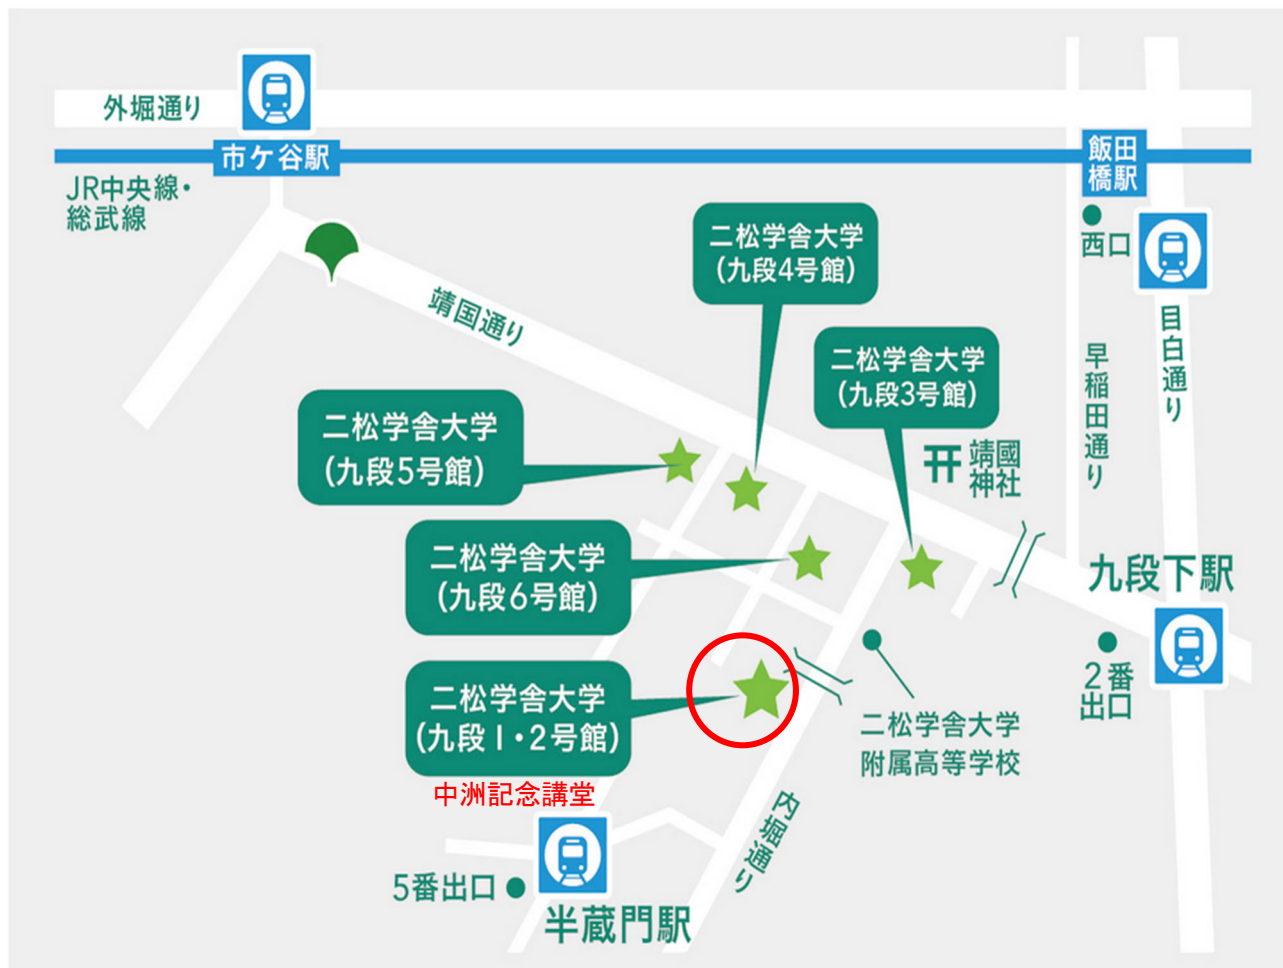 外堀通り
市ケ谷駅
JR中央線・
総武線
飯田
橋駅
西口
二松学舎大学
(九段4号館)
靖国通り
目白通り
早稲田通り
二松学舎大学
(九段3号館)
二松学舎大学
(九段5号館)
靖國
神社
二松学舎大学
(九段6号館)
九段下駅
2番
出口
二松学舎大学
(九段1・2号館)
中洲記念講堂
二松学舎大学
附属高等学校
内堀通り
5番出口
半蔵門駅